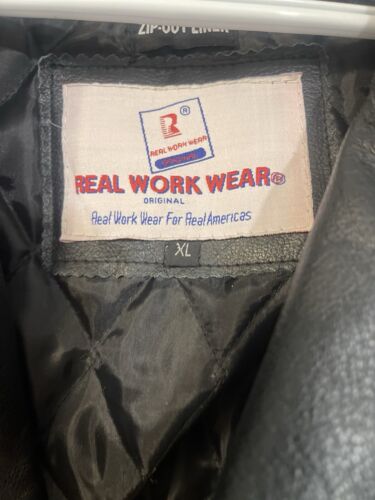 ZIP-OUT LINER
R®
REAL WORK WEAR
ORIGINAL
REAL WORK WEAR®
ORIGINAL
Real Work Wear For Real Americas
XL